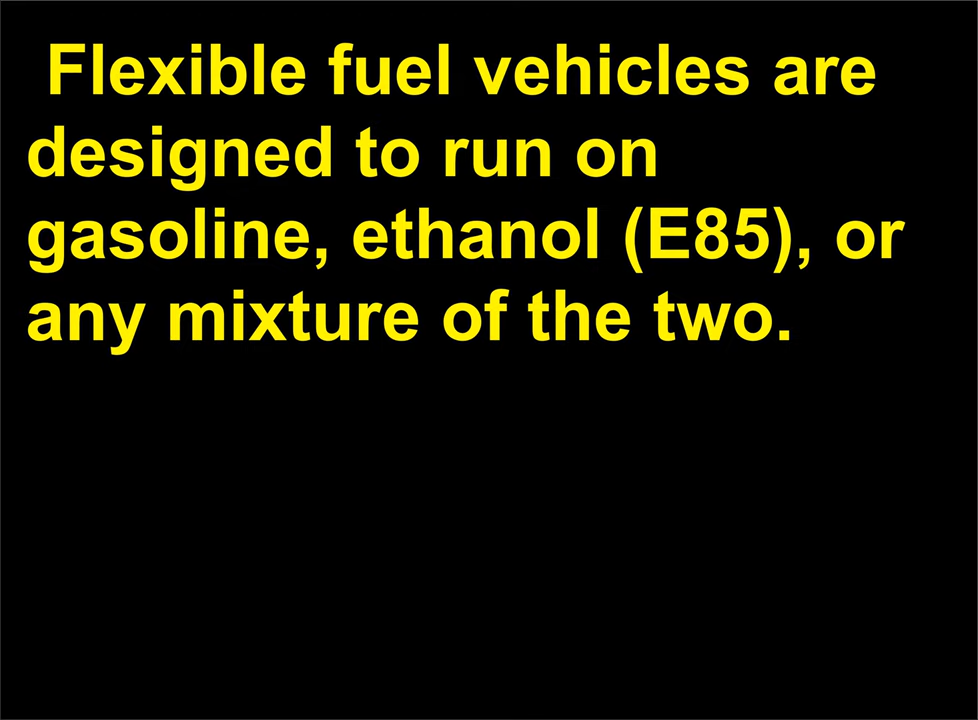 Flexible fuel vehicles are
designed to run on
gasoline, ethanol (E85), or
any mixture of the two.